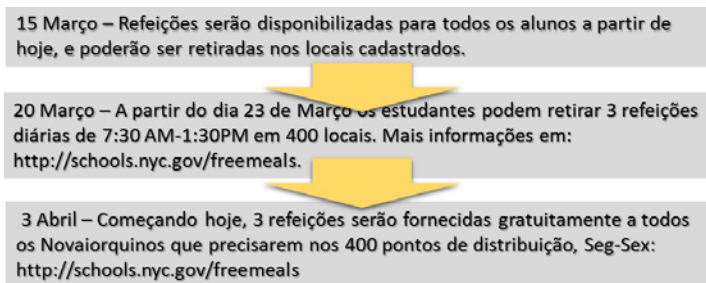 15 Março – Refeições serão disponibilizadas para todos os alunos a partir de
hoje, e poderão ser retiradas nos locais cadastrados.
20 Março – A partir do dia 23 de Março os estudantes podem retirar 3 refeições
diárias de 7:30 AM-1:30PM em 400 locais. Mais informações em:
http://schools.nyc.gov/freemeals.
3 Abril – Começando hoje, 3 refeições serão fornecidas gratuitamente a todos
os Novaiorquinos que precisarem nos 400 pontos de distribuição, Seg-Sex:
http://schools.nyc.gov/freemeals